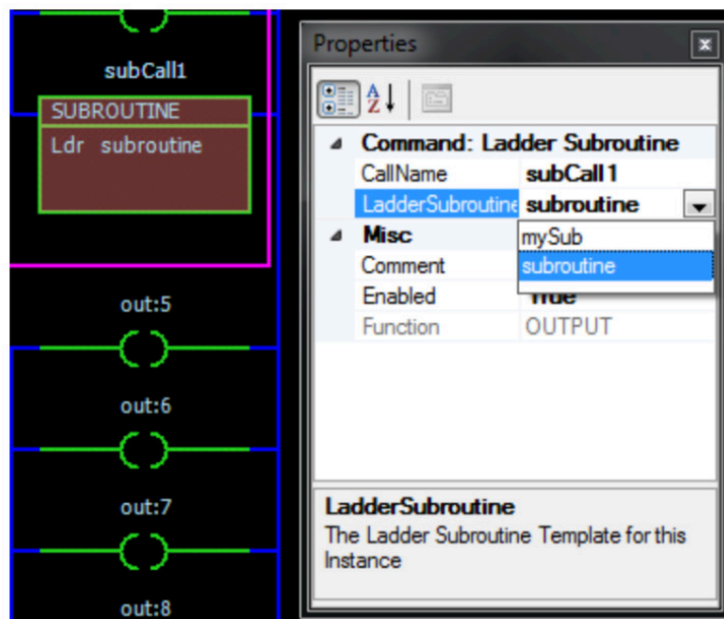 subCall1
SUBROUTINE
Ldr subroutine
out:5
out:6
out:7
out:8
Properties
Command: Ladder Subroutine
CallName subCall1
LadderSubroutine subroutine
Misc
mySub
Comment
subroutine
Enabled True
Function OUTPUT
LadderSubroutine
The Ladder Subroutine Template for this
Instance